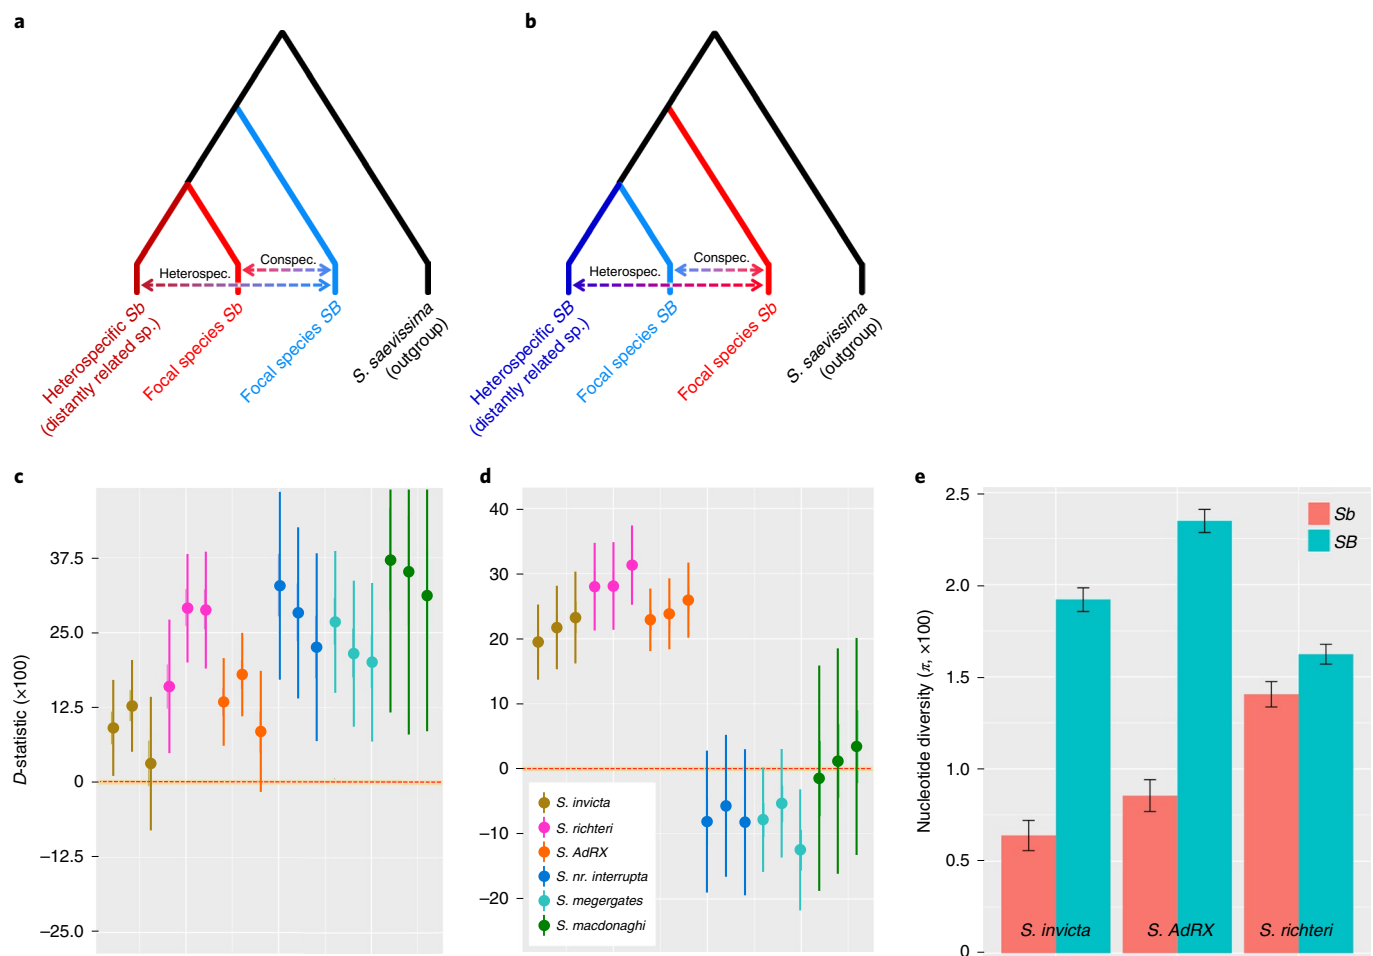 a
Heterospec.
Conspec.
Heterospecific Sb
(distantly related sp.)
Focal species Sb
Focal species SB
S. saevissima
(outgroup)
b
Heterospec.
Conspec.
Heterospecific SB
(distantly related sp.)
Focal species SB
Focal species Sb
S. saevissima
(outgroup)
c
D-statistic (×100)
37.5
25.0
12.5
0
−12.5
−25.0
d
40
30
20
10
0
−10
−20
S. invicta
S. richteri
S. AdRX
S. nr. interrupta
S. megergates
S. macdonaghi
e
Nucleotide diversity (π, ×100)
2.5
2.0
1.5
1.0
0.5
0
Sb
SB
S. invicta
S. AdRX
S. richteri